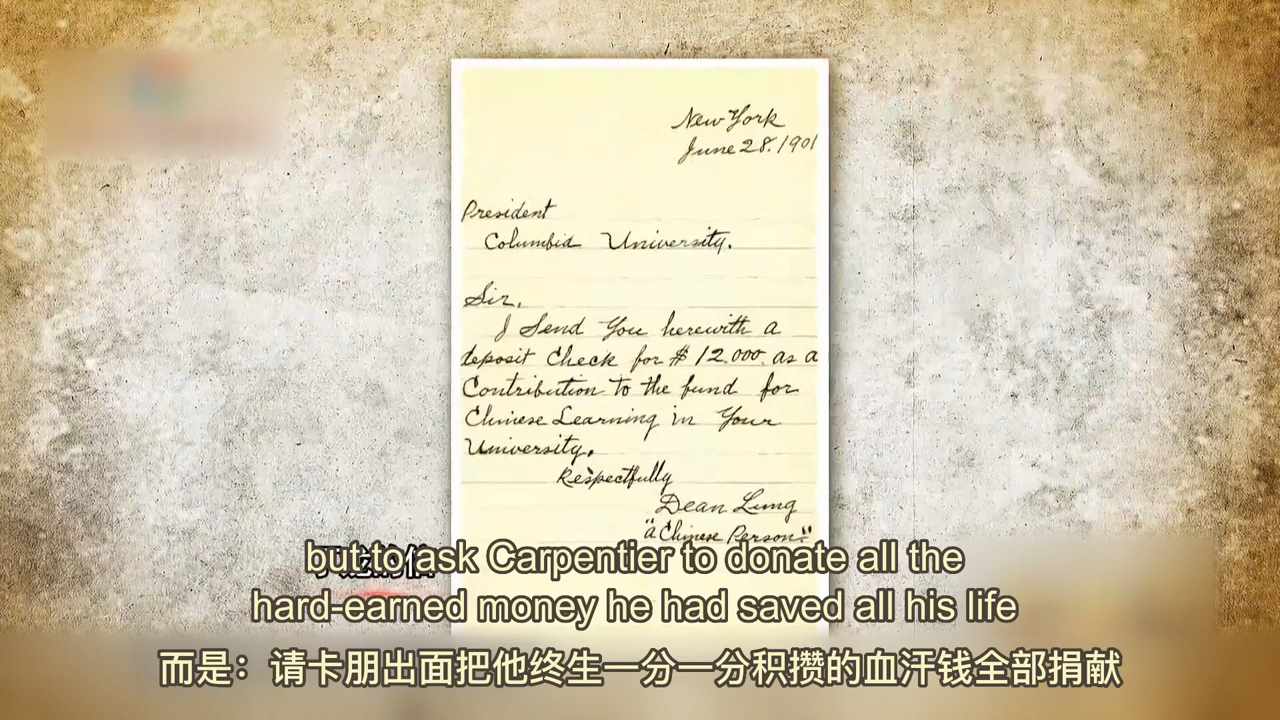 New York
June 28. 1901
President
Columbia University.
Sir,
I Send You herewith a
deposit Check for $ 12.000. as a
Contribution To the fund for
Chinese Learning in Your
University.
Respectfully
Dean Lung
"a Chinese Person."
but to ask Carpentier to donate all the
hard-earned money he had saved all his life
而是：请卡朋出面把他终生一分一分积攒的血汗钱全部捐献